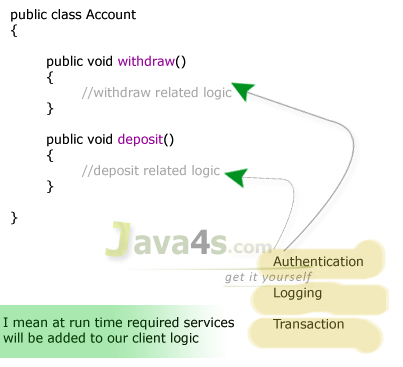 public class Account
{
public void withdraw()
{
//withdraw related logic
}
public void deposit()
{
//deposit related logic
}
}
Java4s.com
get it yourself
Authentication
Logging
Transaction
I mean at run time required services
will be added to our client logic